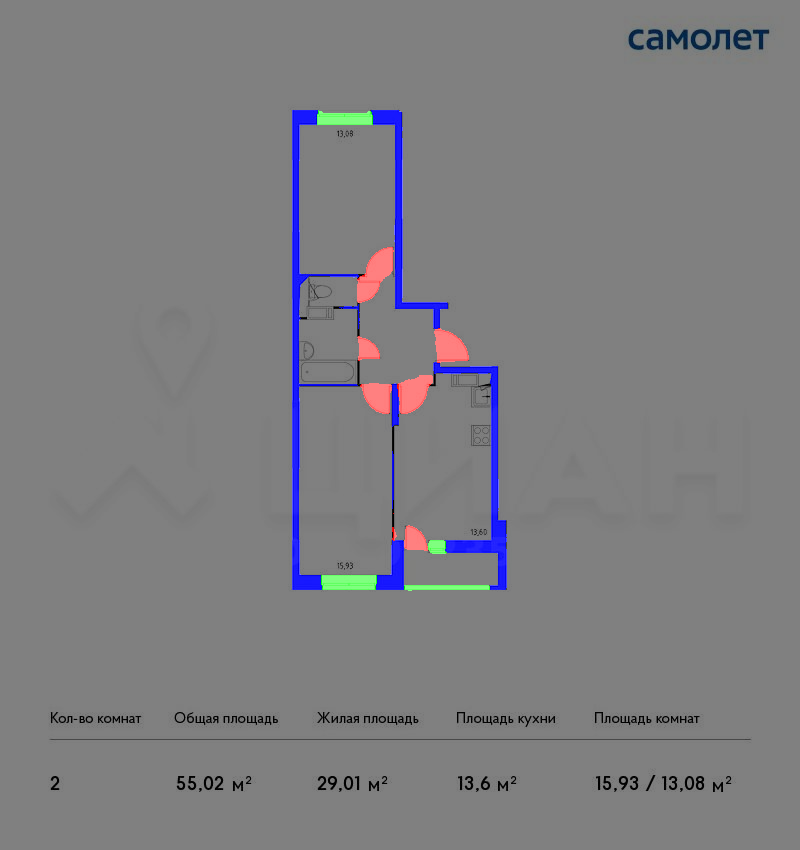 самолет
13,08
13,60
15,93
ЦИАН
Кол-во комнат Общая площадь Жилая площадь Площадь кухни Площадь комнат
2 55,02 м² 29,01 м² 13,6 м² 15,93 / 13,08 м²